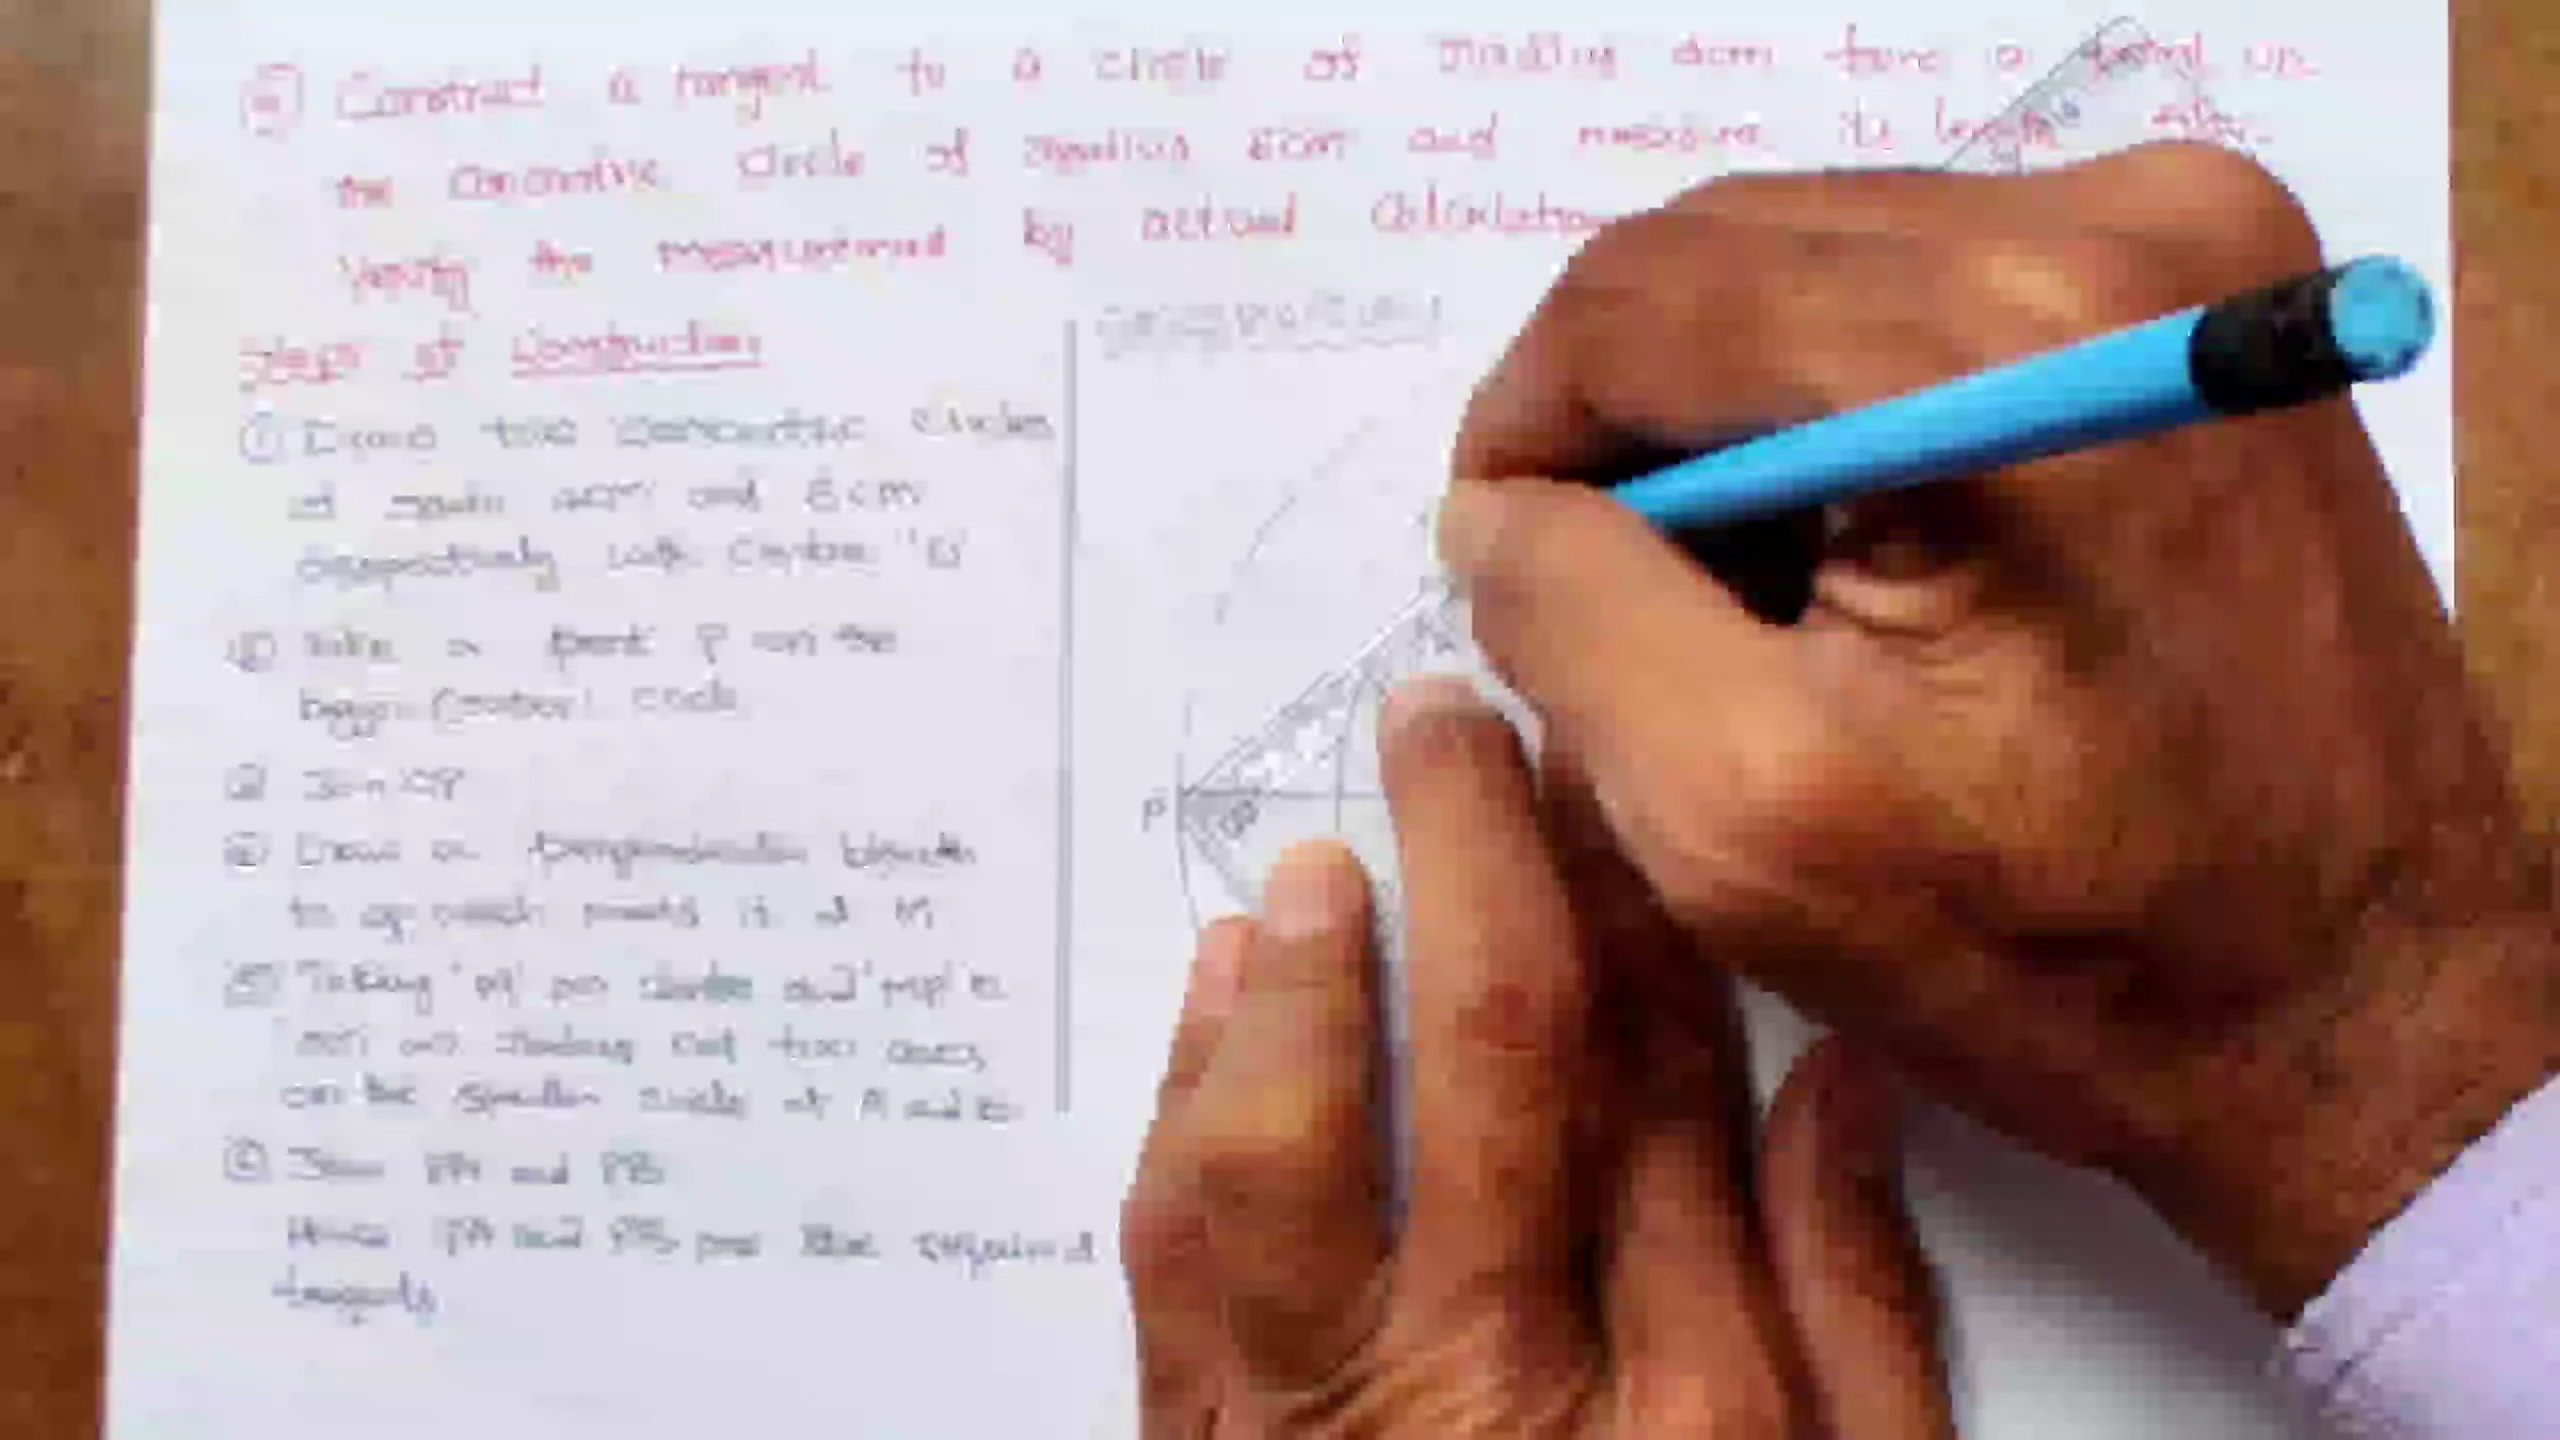 Construct a tangent to a circle of radius 4cm from a point on
the concentric circle of radius 6cm and measure its length also
Verify the measurement by actual Calculation
Steps of Construction
① Draw two concentric Circles
of radii 4cm and 6cm
respectively with Centre 'O'
② Take a point P on the
bigger (outer) circle
③ Join OP
④ Draw a perpendicular bisector
to OP which meets it at M
⑤ Taking 'M' as centre and 'MP' or
'OM' as radius cut two arcs
on the smaller circle at A and B
⑥ Join PA and PB
Hence PA and PB are the required
tangents
P